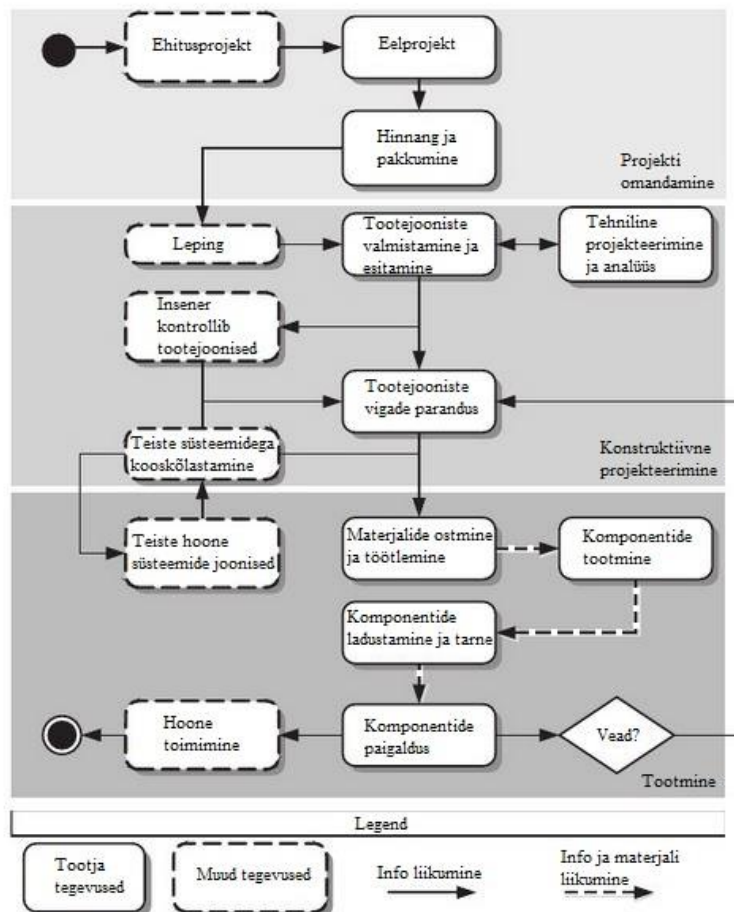 Ehitusprojekt
Eelprojekt
Hinnang ja
pakkumine
Projekti
omandamine
Leping
Tootejooniste
valmistamine ja
esitamine
Tehniline
projekteerimine
ja analüüs
Insener
kontrollib
tootejoonised
Tootejooniste
vigade parandus
Teiste süsteemidega
kooskõlastamine
Konstruktiivne
projekteerimine
Teiste hoone
süsteemide joonised
Materjalide ostmine
ja töötlemine
Komponentide
tootmine
Komponentide
ladustamine ja tarne
Hoone
toimimine
Komponentide
paigaldus
Vead?
Tootmine
Legend
Tootja
tegevused
Muud tegevused
Info liikumine
Info ja materjali
liikumine